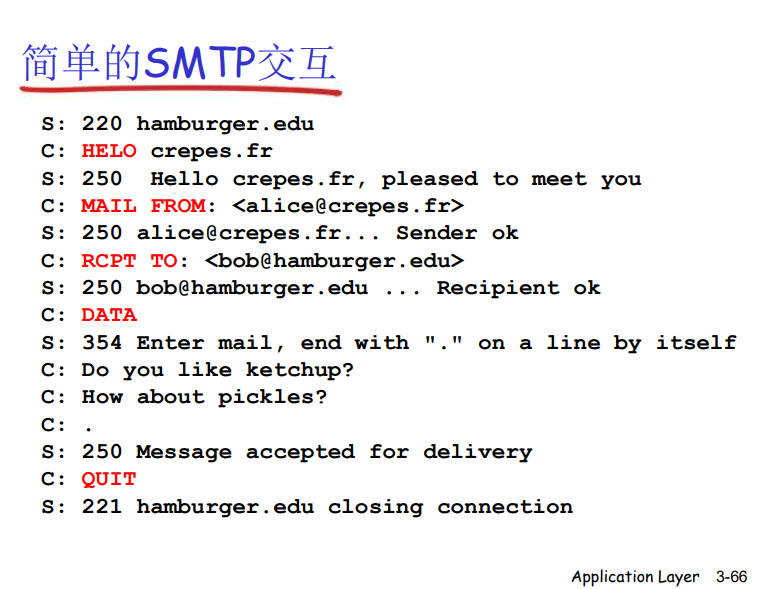 简单的SMTP交互
S: 220 hamburger.edu
C: HELO crepes.fr
S: 250  Hello crepes.fr, pleased to meet you
C: MAIL FROM: <alice@crepes.fr>
S: 250 alice@crepes.fr... Sender ok
C: RCPT TO: <bob@hamburger.edu>
S: 250 bob@hamburger.edu ... Recipient ok
C: DATA
S: 354 Enter mail, end with "." on a line by itself
C: Do you like ketchup?
C: How about pickles?
C: .
S: 250 Message accepted for delivery
C: QUIT
S: 221 hamburger.edu closing connection
Application Layer 3-66